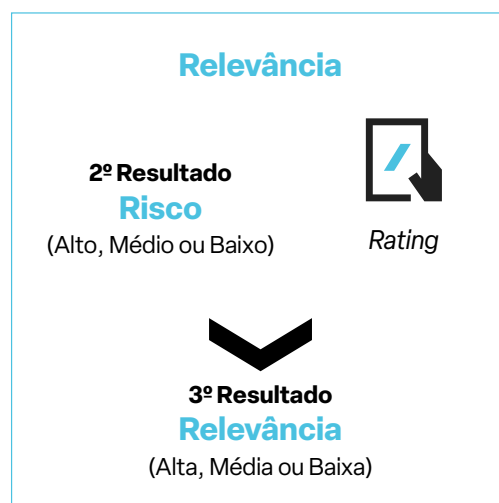 Relevância
2º Resultado
Risco
(Alto, Médio ou Baixo)
Rating
3º Resultado
Relevância
(Alta, Média ou Baixa)